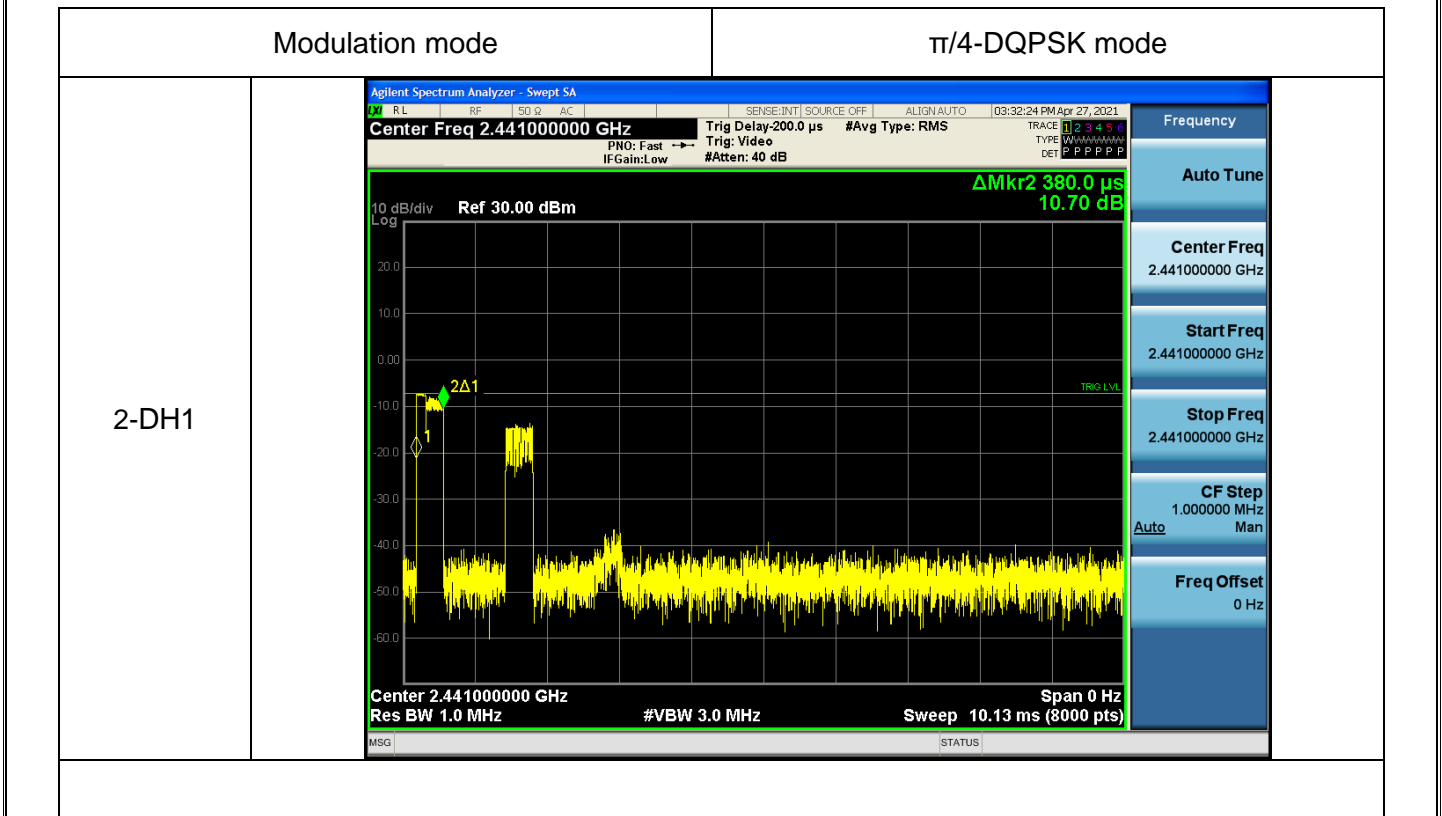 Modulation mode π/4-DQPSK mode
2-DH1
Agilent Spectrum Analyzer - Swept SA
LXI RL RF 50 Ω AC SENSE:INT SOURCE OFF ALIGN AUTO 03:32:24 PM Apr 27, 2021
Center Freq 2.441000000 GHz Trig Delay-200.0 µs #Avg Type: RMS TRACE 1 2 3 4 5 6
PNO: Fast Trig: Video TYPE WWWWWW
IFGain:Low #Atten: 40 dB DET P P P P P P
ΔMkr2 380.0 µs
10.70 dB
10 dB/div Ref 30.00 dBm
Log
20.0
10.0
0.00
2Δ1
TRIG LVL
-10.0
1
-20.0
-30.0
-40.0
-50.0
-60.0
Center 2.441000000 GHz Span 0 Hz
Res BW 1.0 MHz #VBW 3.0 MHz Sweep 10.13 ms (8000 pts)
MSG STATUS
Frequency
Auto Tune
Center Freq
2.441000000 GHz
Start Freq
2.441000000 GHz
Stop Freq
2.441000000 GHz
CF Step
1.000000 MHz
Auto Man
Freq Offset
0 Hz